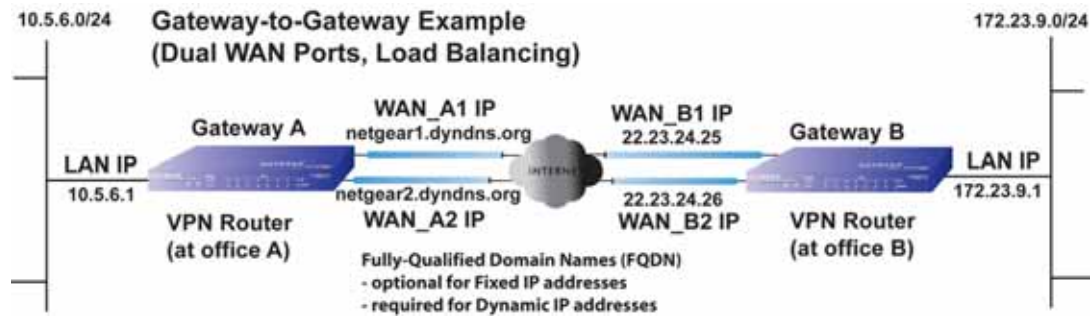 10.5.6.0/24
Gateway-to-Gateway Example
(Dual WAN Ports, Load Balancing)
172.23.9.0/24
WAN_A1 IP
netgear1.dyndns.org
WAN_B1 IP
22.23.24.25
Gateway A
Gateway B
LAN IP
10.5.6.1
INTERNET
LAN IP
172.23.9.1
netgear2.dyndns.org
WAN_A2 IP
22.23.24.26
WAN_B2 IP
VPN Router
(at office A)
VPN Router
(at office B)
Fully-Qualified Domain Names (FQDN)
- optional for Fixed IP addresses
- required for Dynamic IP addresses